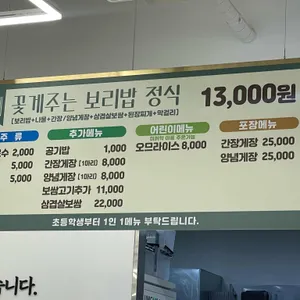 꽃게주는 보리밥 정식 13,000원
[보리밥+나물+간장/양념게장+삼겹살보쌈+된장찌개+막걸리]
주 류
2,000
5,000
5,000
추가메뉴
공기밥 1,000
간장게장 [1마리] 8,000
양념게장 [1마리] 8,000
보쌈고기추가 11,000
삼겹살보쌈 22,000
어린이메뉴
오므라이스 8,000
포장메뉴
간장게장 25,000
양념게장 25,000
초등학생부터 1인 1메뉴 부탁드립니다.
습니다.